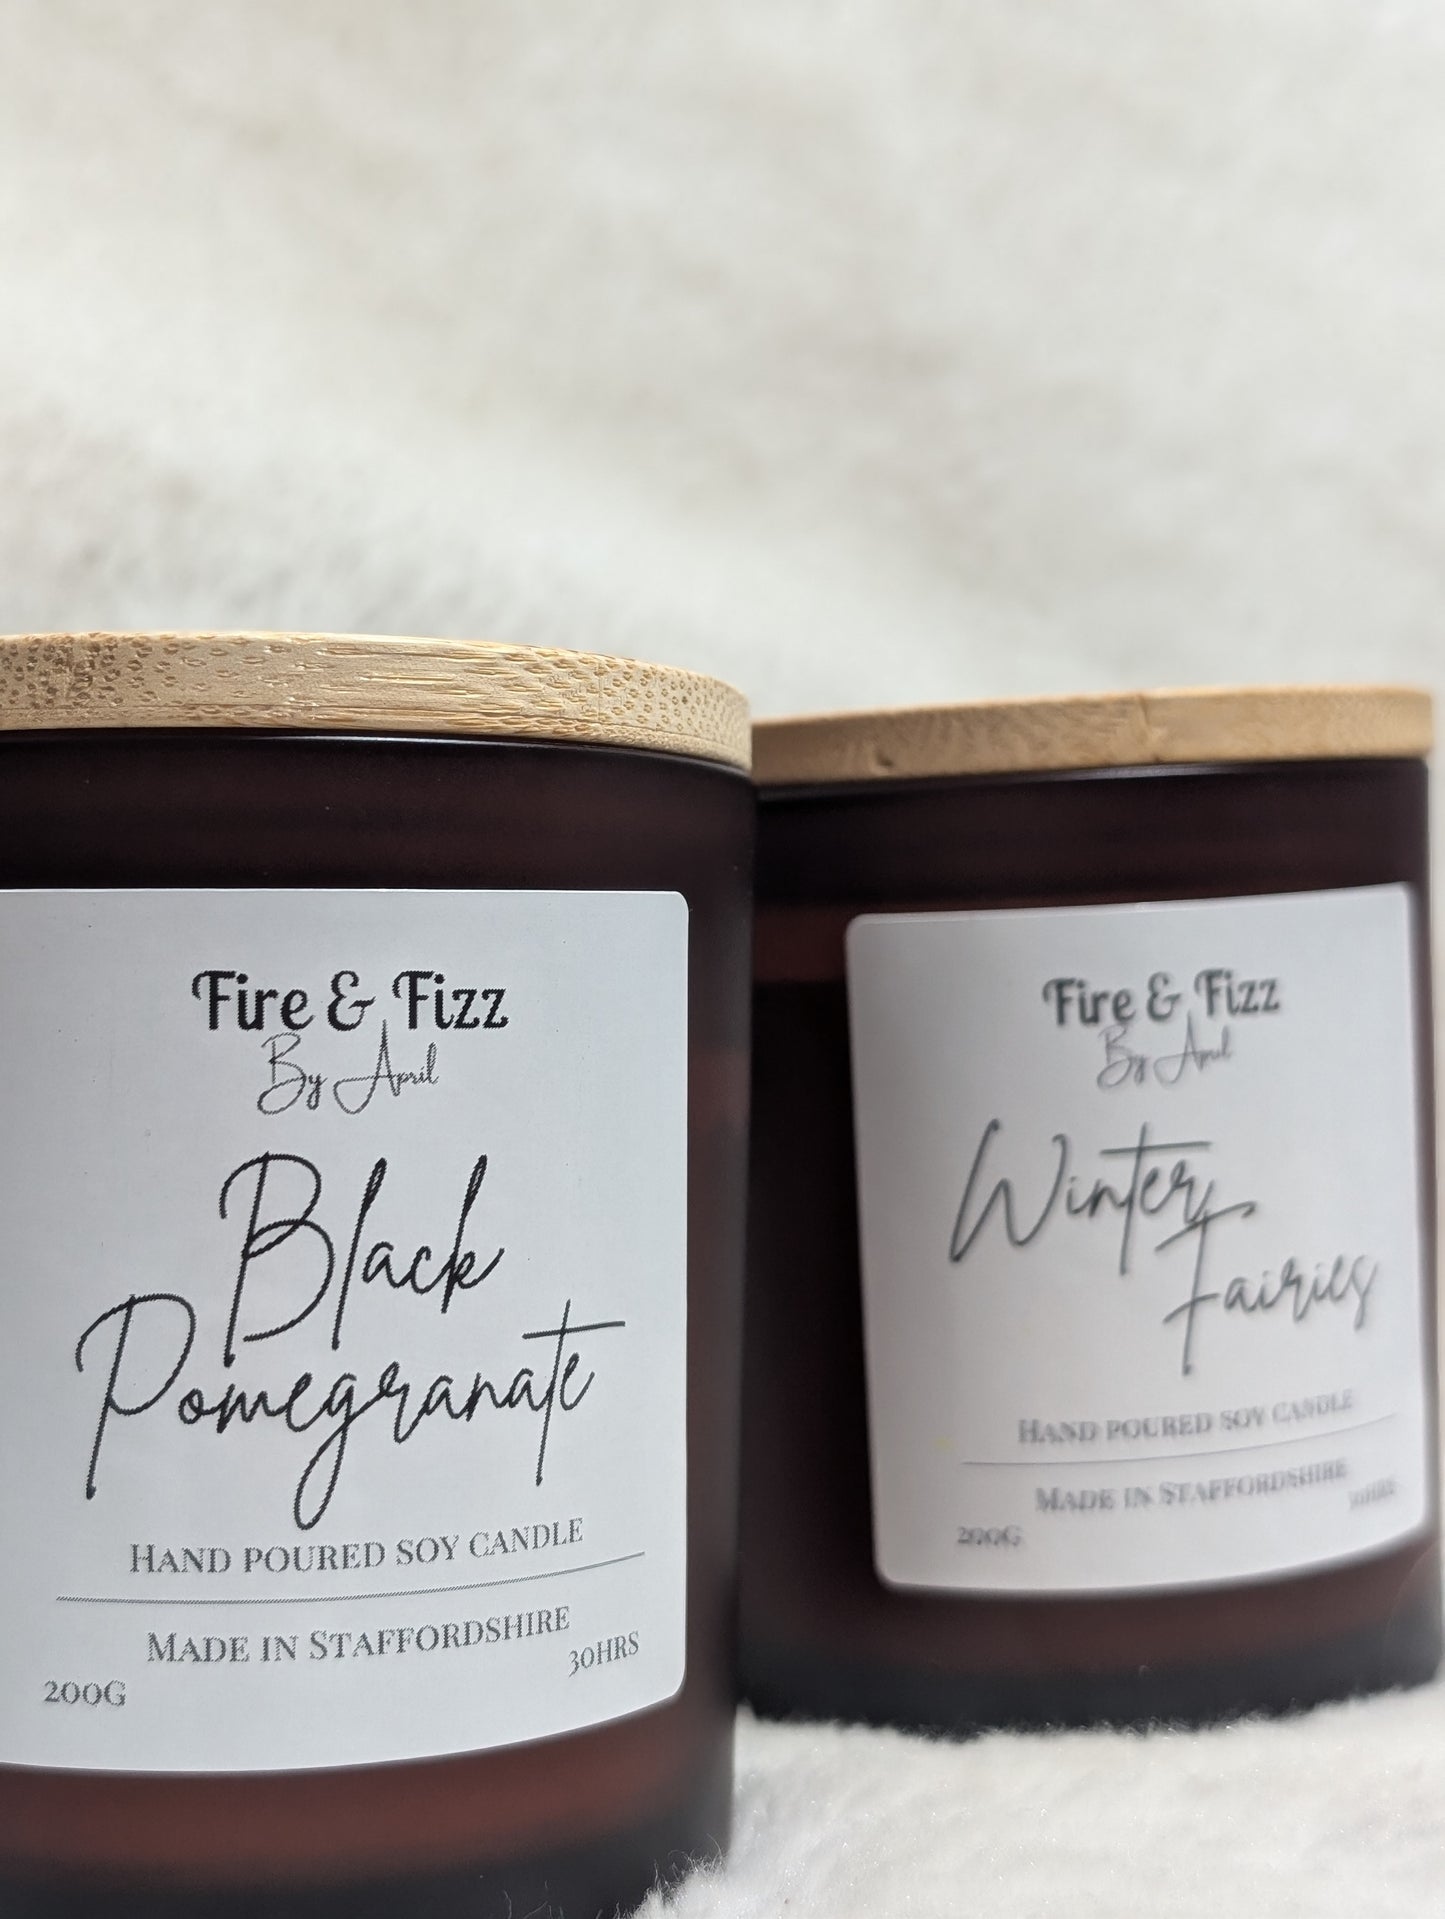 Fire & Fizz
By April
Black
Pomegranate
HAND POURED SOY CANDLE
MADE IN STAFFORDSHIRE
200G
30HRS
Fire & Fizz
By April
Winter
Fairies
HAND POURED SOY CANDLE
MADE IN STAFFORDSHIRE
200G
30HRS